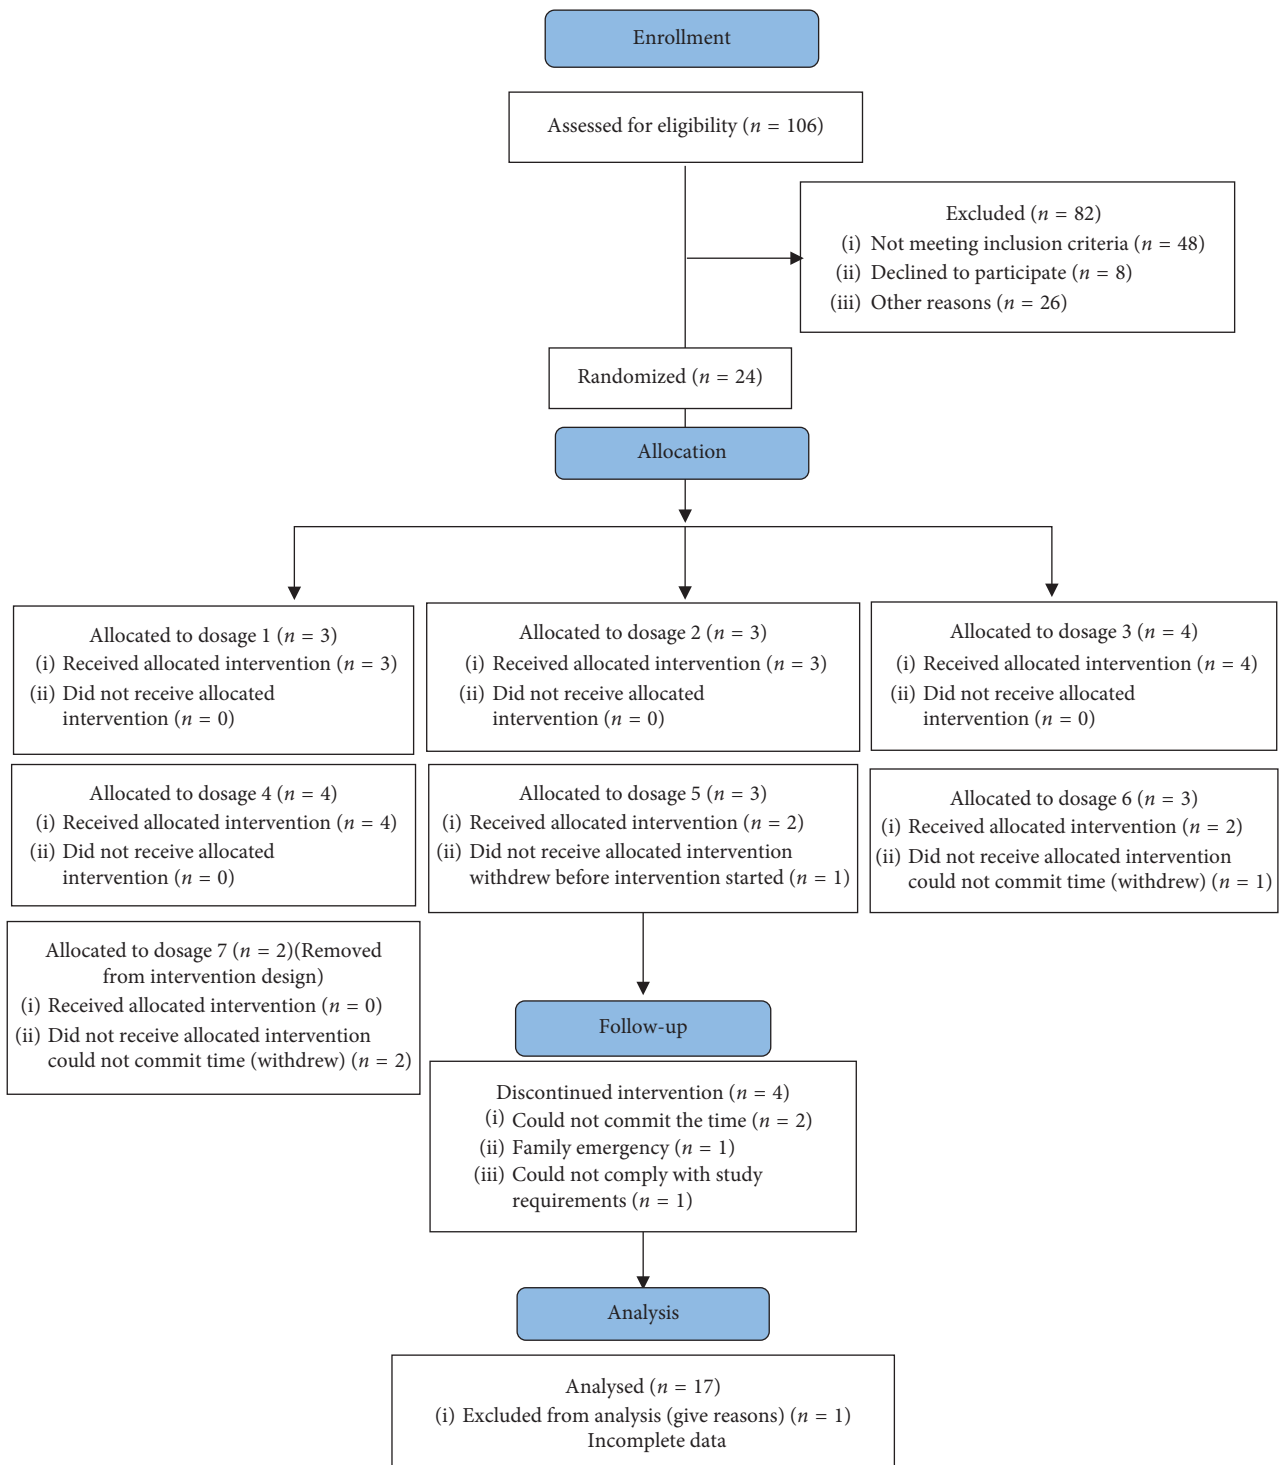 Enrollment
Assessed for eligibility (n = 106)
Excluded (n = 82)
(i) Not meeting inclusion criteria (n = 48)
(ii) Declined to participate (n = 8)
(iii) Other reasons (n = 26)
Randomized (n = 24)
Allocation
Allocated to dosage 1 (n = 3)
(i) Received allocated intervention (n = 3)
(ii) Did not receive allocated
intervention (n = 0)
Allocated to dosage 2 (n = 3)
(i) Received allocated intervention (n = 3)
(ii) Did not receive allocated
intervention (n = 0)
Allocated to dosage 3 (n = 4)
(i) Received allocated intervention (n = 4)
(ii) Did not receive allocated
intervention (n = 0)
Allocated to dosage 4 (n = 4)
(i) Received allocated intervention (n = 4)
(ii) Did not receive allocated
intervention (n = 0)
Allocated to dosage 5 (n = 3)
(i) Received allocated intervention (n = 2)
(ii) Did not receive allocated intervention
withdrew before intervention started (n = 1)
Allocated to dosage 6 (n = 3)
(i) Received allocated intervention (n = 2)
(ii) Did not receive allocated intervention
could not commit time (withdrew) (n = 1)
Allocated to dosage 7 (n = 2)(Removed
from intervention design)
(i) Received allocated intervention (n = 0)
(ii) Did not receive allocated intervention
could not commit time (withdrew) (n = 2)
Follow-up
Discontinued intervention (n = 4)
(i) Could not commit the time (n = 2)
(ii) Family emergency (n = 1)
(iii) Could not comply with study
requirements (n = 1)
Analysis
Analysed (n = 17)
(i) Excluded from analysis (give reasons) (n = 1)
Incomplete data